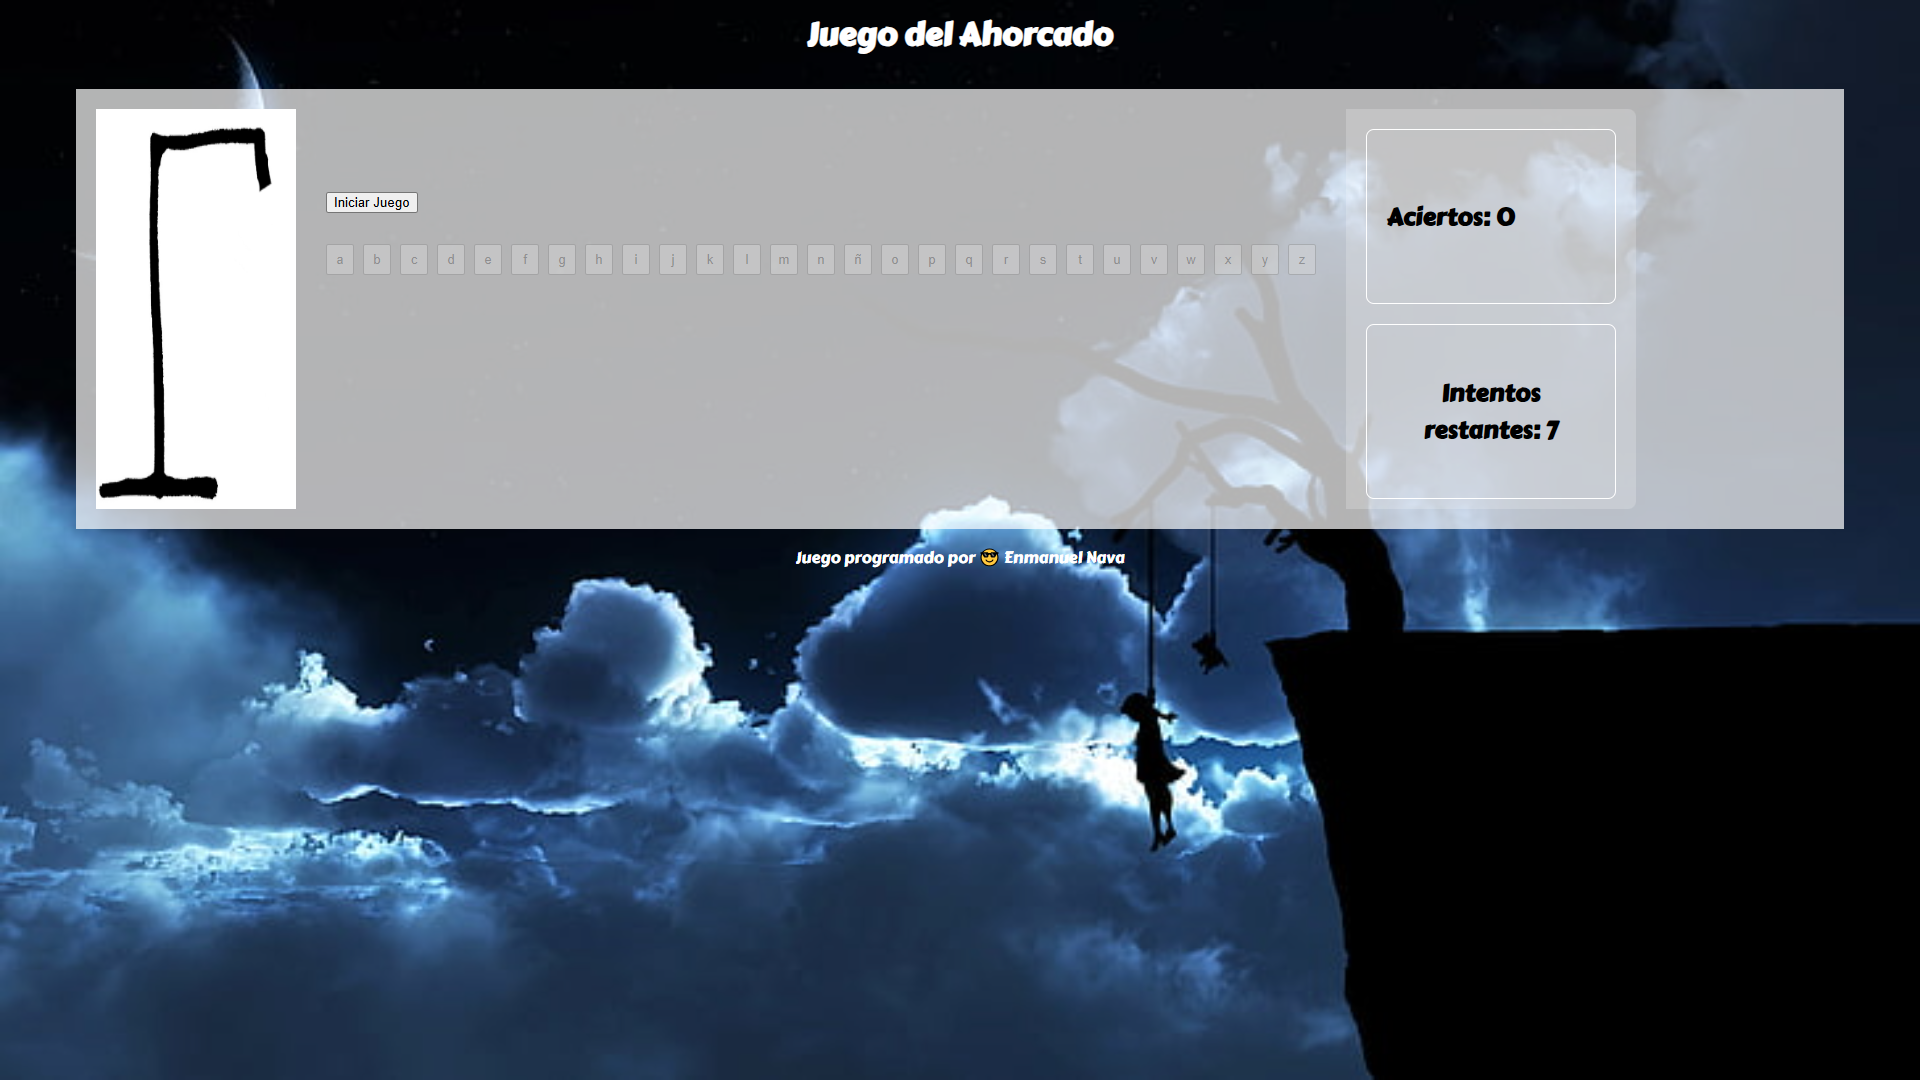 Juego del Ahorcado
Iniciar Juego
a b c d e f g h i j k l m n ñ o p q r s t u v w x y z
Aciertos: 0
Intentos
restantes: 7
Juego programado por 😎 Enmanuel Nava